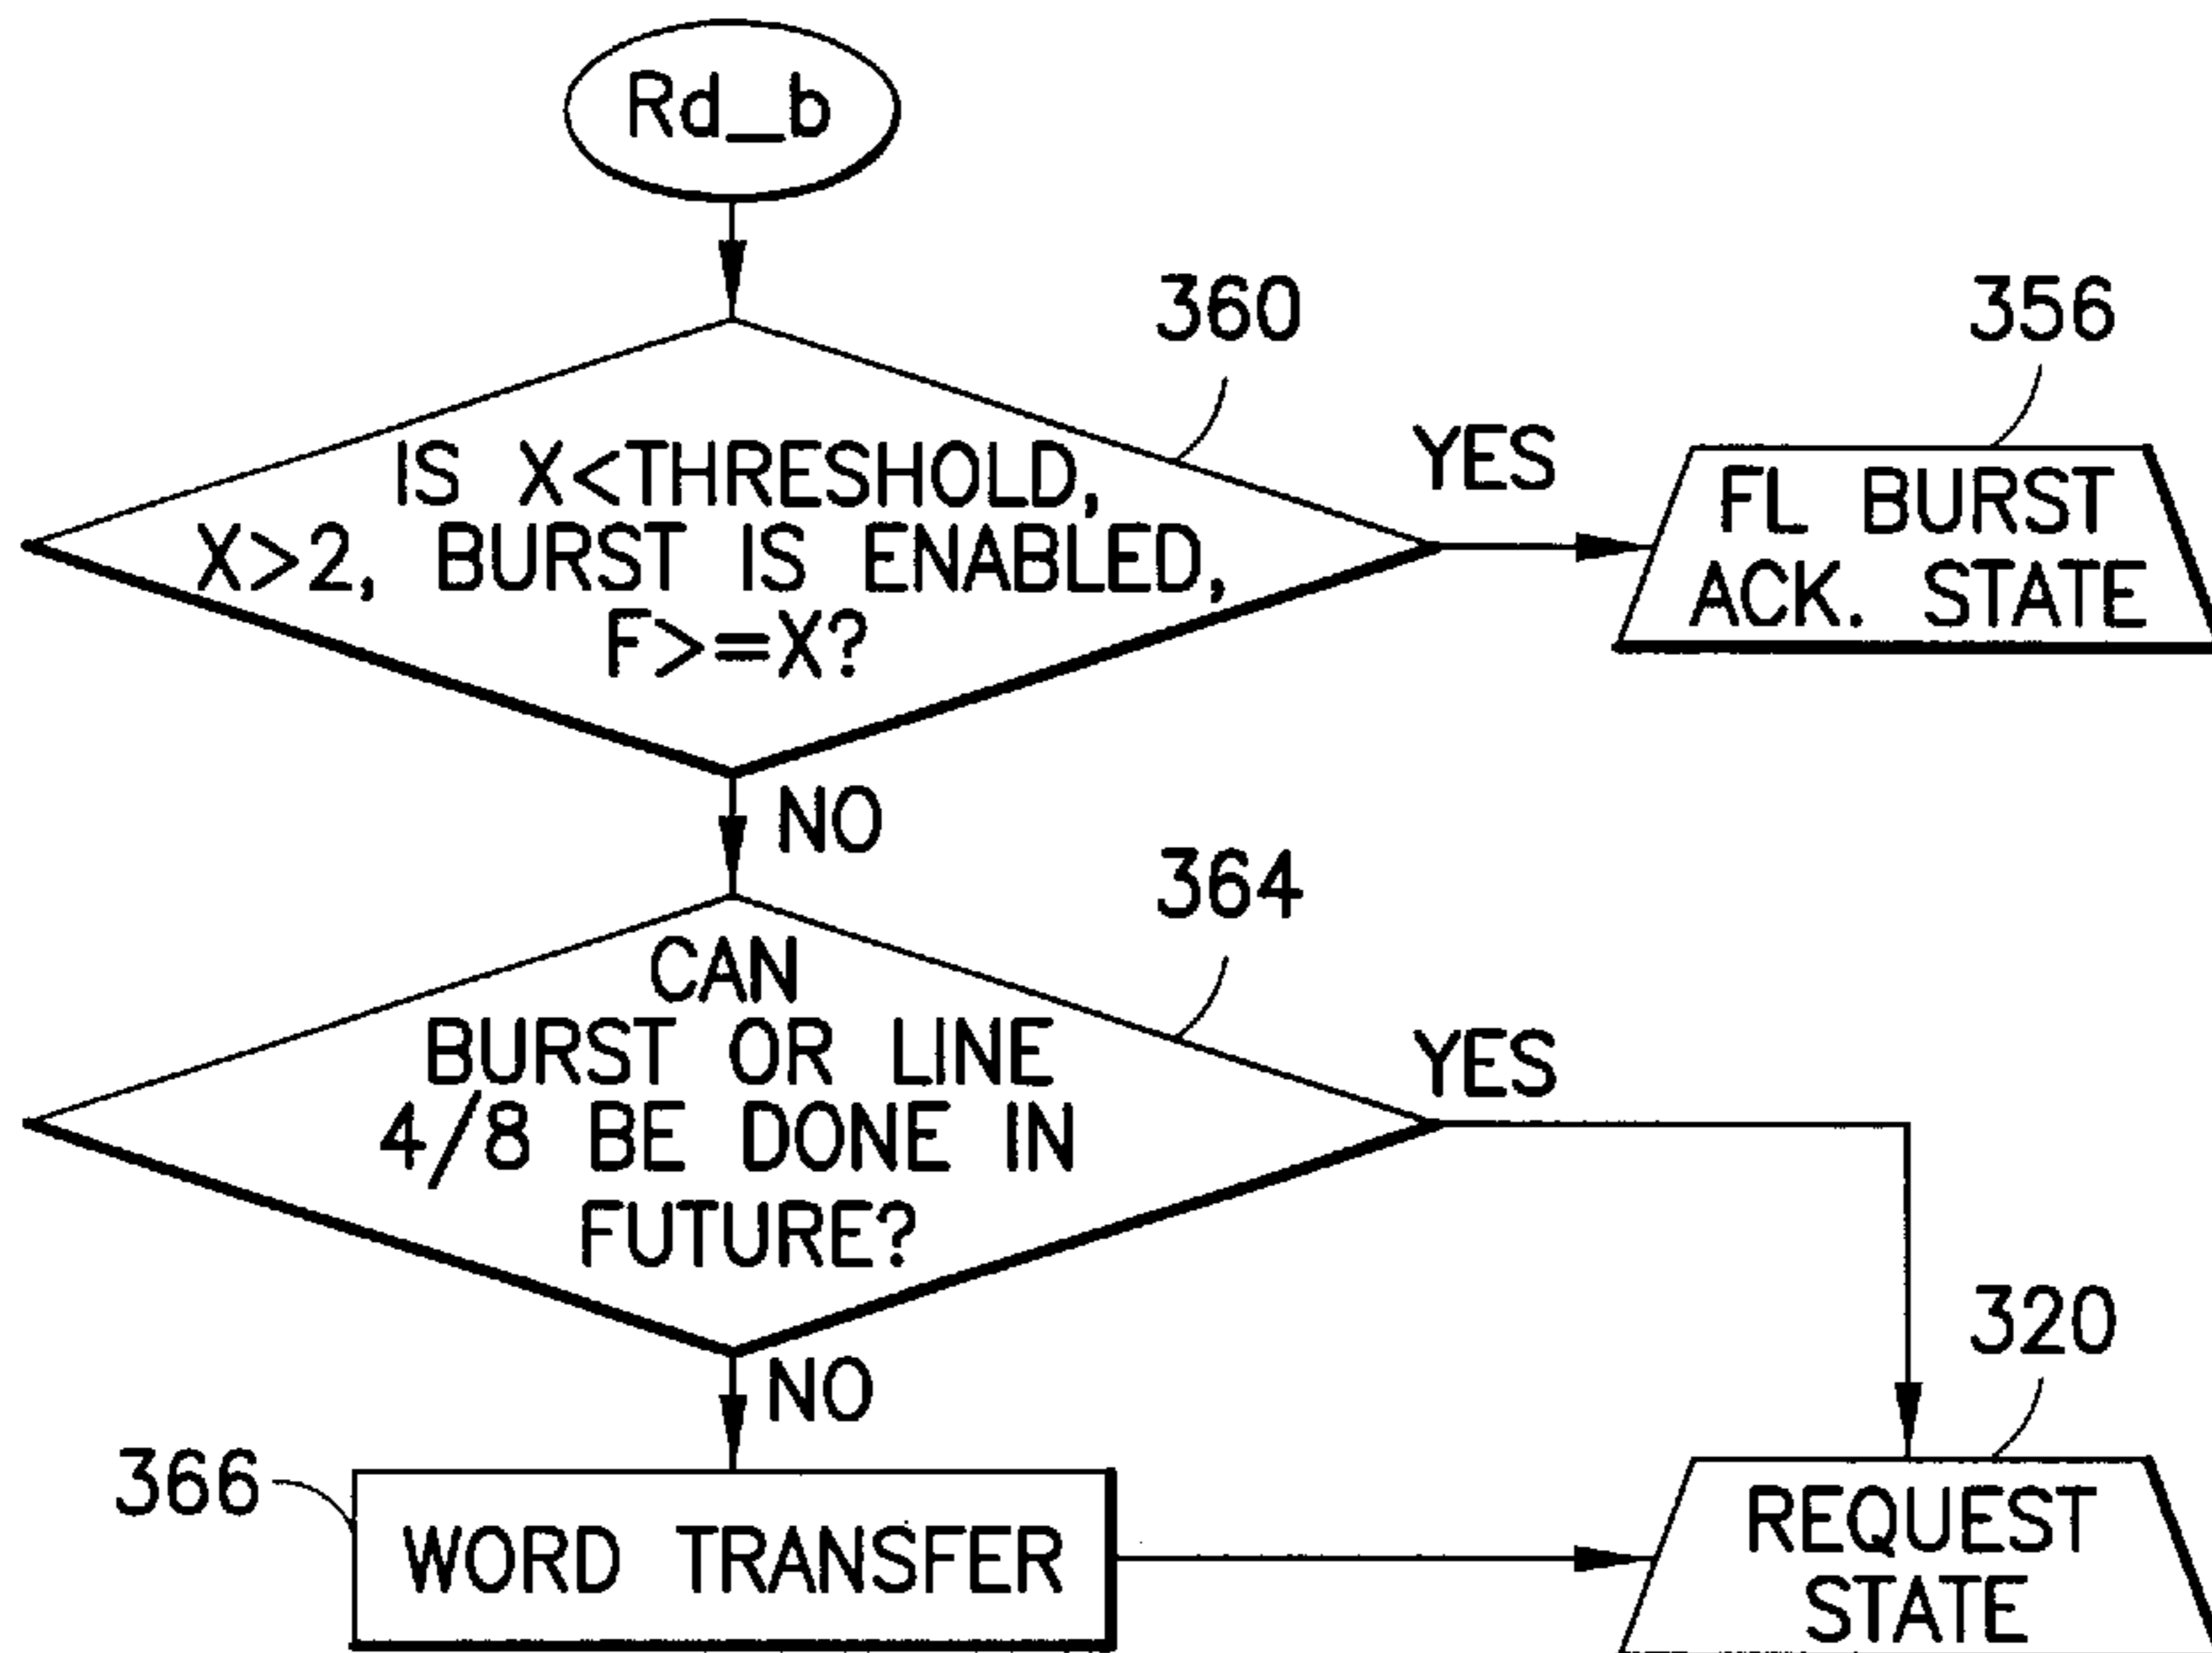 Rd_b
360
356
IS X<THRESHOLD,
X>2, BURST IS ENABLED,
F>=X?
YES
FL BURST
ACK. STATE
NO
364
CAN
BURST OR LINE
4/8 BE DONE IN
FUTURE?
YES
NO
320
366
WORD TRANSFER
REQUEST
STATE